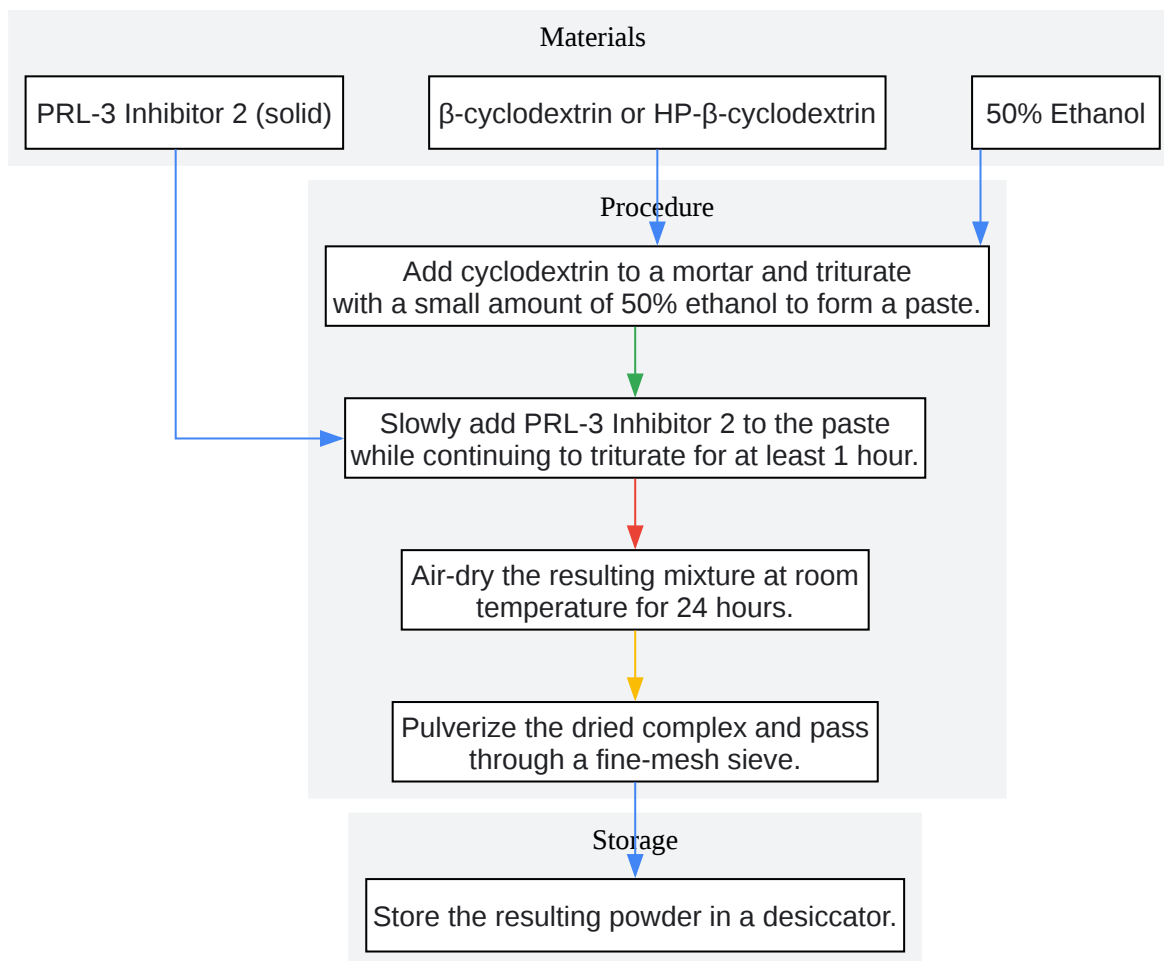 Materials
PRL-3 Inhibitor 2 (solid)
β-cyclodextrin or HP-β-cyclodextrin
50% Ethanol
Procedure
Add cyclodextrin to a mortar and triturate
with a small amount of 50% ethanol to form a paste.
Slowly add PRL-3 Inhibitor 2 to the paste
while continuing to triturate for at least 1 hour.
Air-dry the resulting mixture at room
temperature for 24 hours.
Pulverize the dried complex and pass
through a fine-mesh sieve.
Storage
Store the resulting powder in a desiccator.